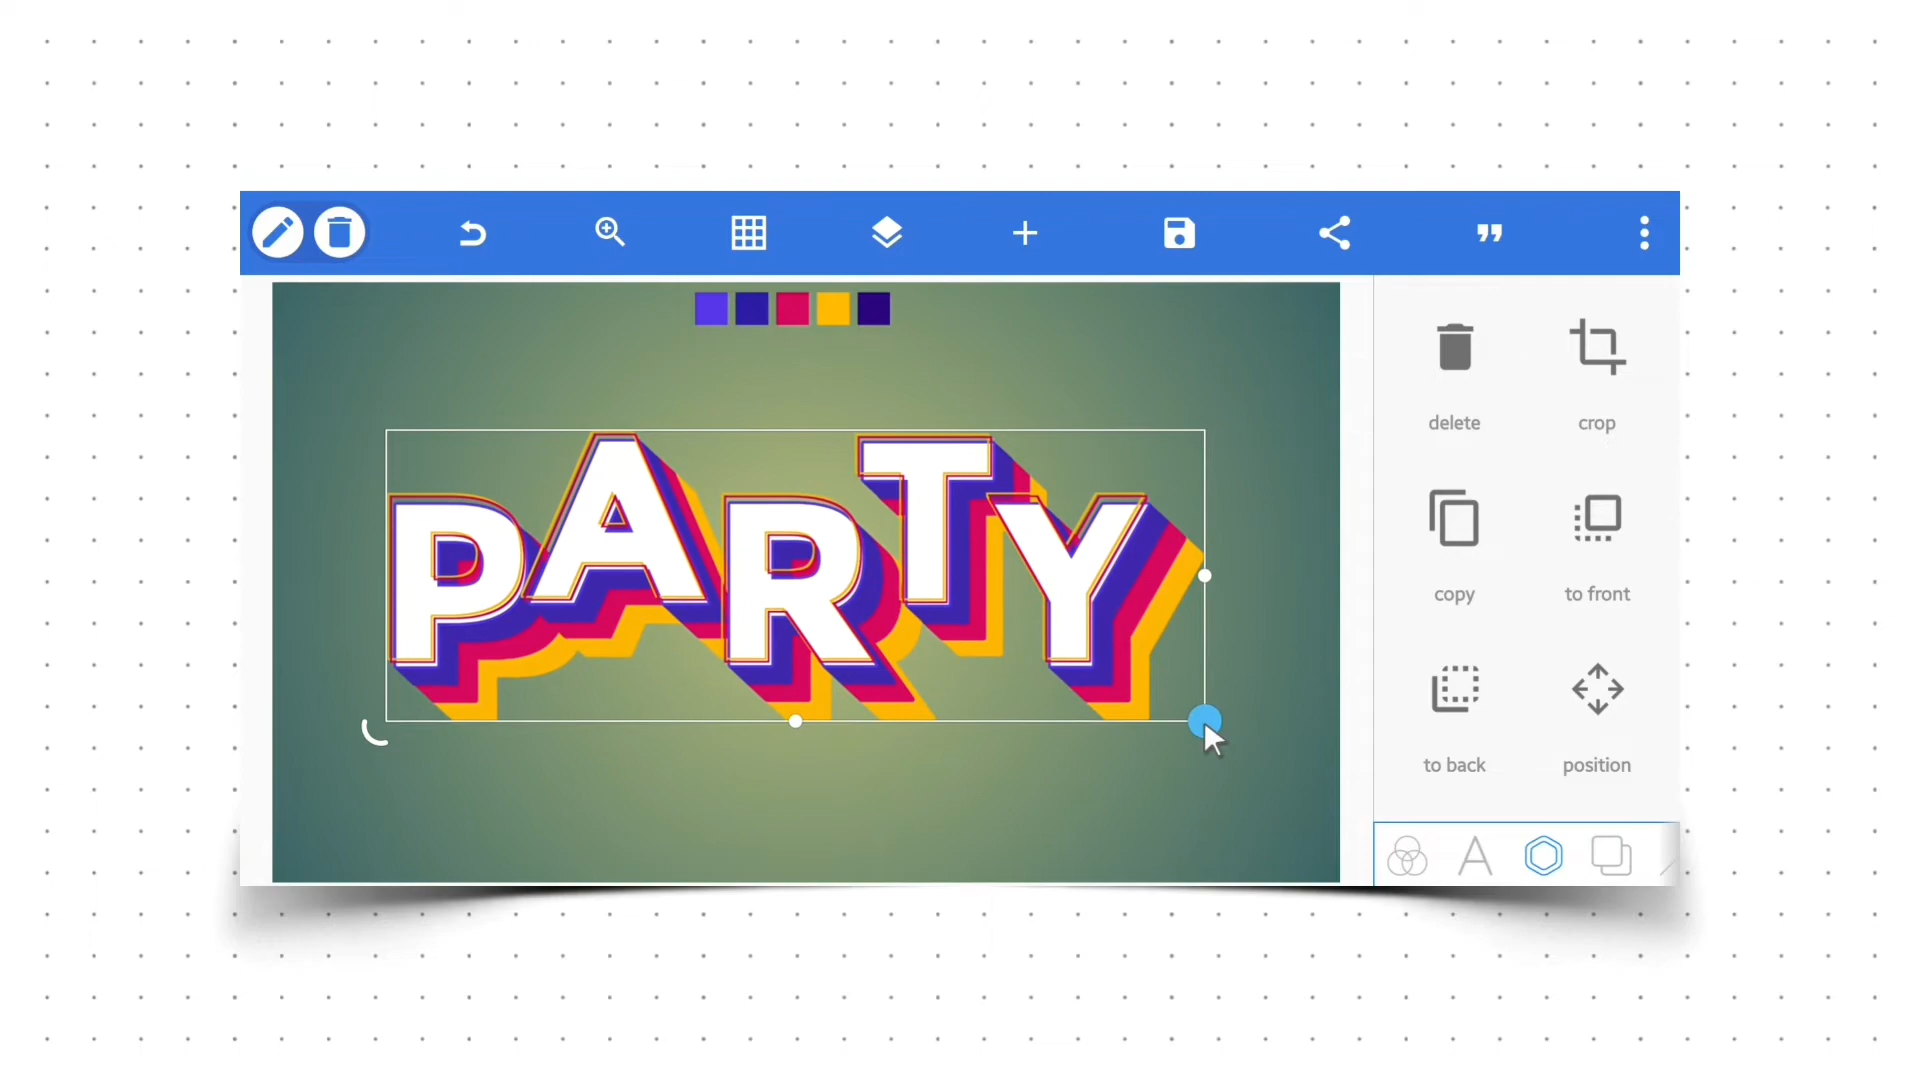 delete
crop
PARTY
copy
to front
to back
position